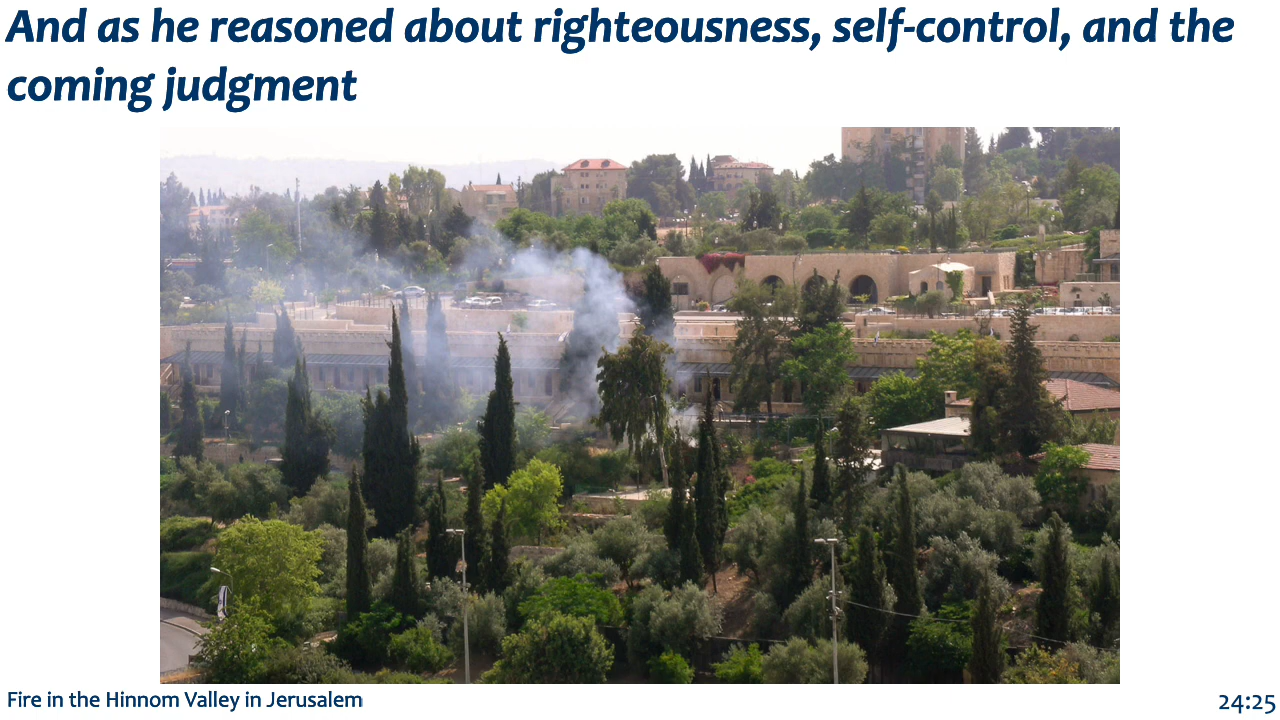 And as he reasoned about righteousness, self-control, and the
coming judgment
Fire in the Hinnom Valley in Jerusalem
24:25